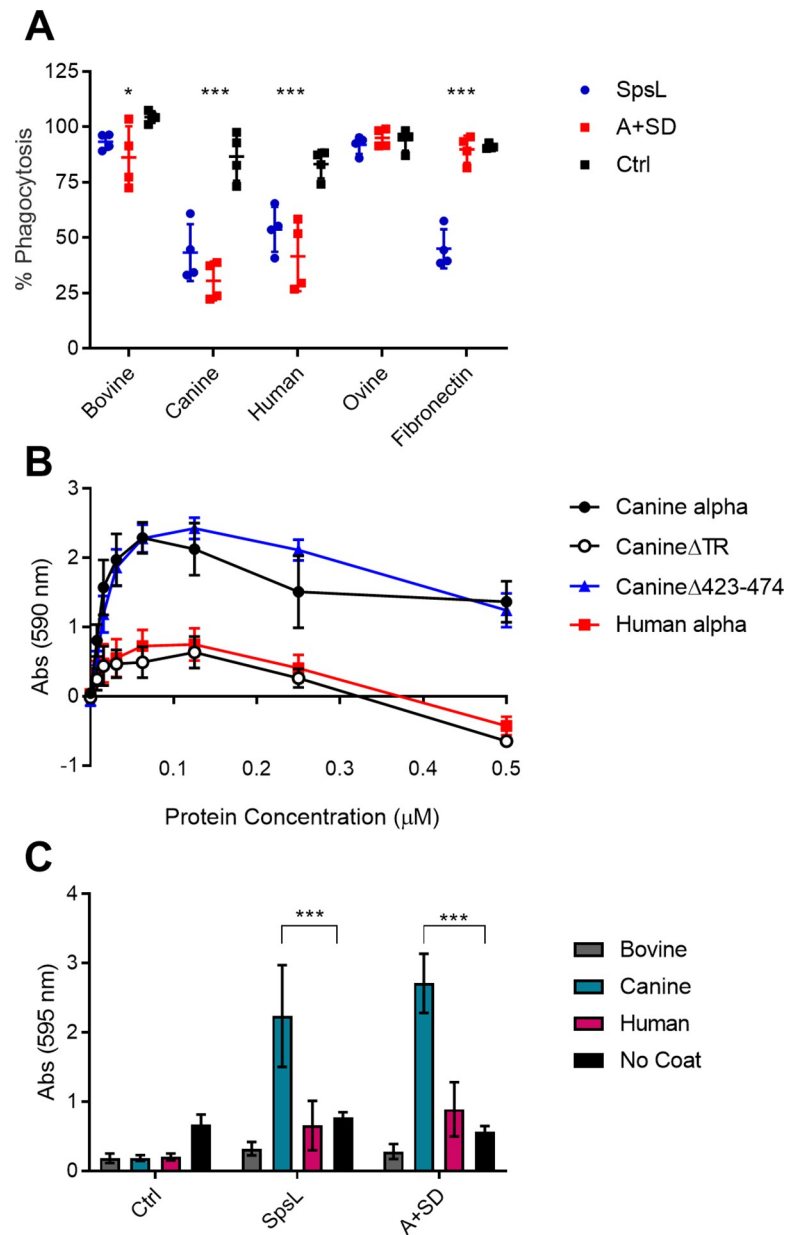 A
125
100
75
50
25
0
% Phagocytosis
* *** *** ***
Bovine
Canine
Human
Ovine
Fibronectin
SpsL
A+SD
Ctrl
B
3
2
1
0
-1
Abs (590 nm)
0.1 0.2 0.3 0.4 0.5
Protein Concentration (μM)
Canine alpha
CanineΔTR
CanineΔ423-474
Human alpha
C
4
3
2
1
0
Abs (595 nm)
*** ***
Ctrl
SpsL
A+SD
Bovine
Canine
Human
No Coat